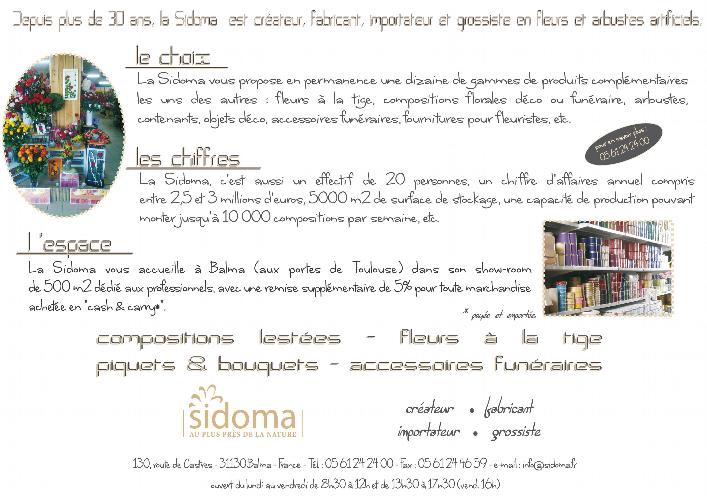 Depuis plus de 30 ans, la Sidoma est créateur, fabricant, importateur et grossiste en fleurs et arbustes artificiels.
le choix
La Sidoma vous propose en permanence une dizaine de gammes de produits complémentaires
les uns des autres : fleurs à la tige, compositions florales déco ou funéraire, arbustes,
contenants, objets déco, accessoires funéraires, fournitures pour fleuristes, etc.
pour en savoir plus :
05 61 24 24 00
les chiffres
La Sidoma, c'est aussi un effectif de 20 personnes, un chiffre d'affaires annuel compris
entre 2,5 et 3 millions d'euros, 5000 m2 de surface de stockage, une capacité de production pouvant
monter jusqu'à 10 000 compositions par semaine, etc.
l'espace
La Sidoma vous accueille à Balma (aux portes de Toulouse) dans son show-room
de 500 m2 dédié aux professionnels, avec une remise supplémentaire de 5% pour toute marchandise
achetée en "cash & carry*".
* payée et emportée
compositions lestées - fleurs à la tige
piquets & bouquets - accessoires funéraires
sidoma
AU PLUS PRÈS DE LA NATURE
créateur • fabricant
importateur • grossiste
130, route de Castres - 31130 Balma - France - Tél : 05 61 24 24 00 - Fax : 05 61 24 46 59 - e-mail : info@sidoma.fr
ouvert du lundi au vendredi de 8h30 à 12h et de 13h30 à 17h30 (vend. 16h)